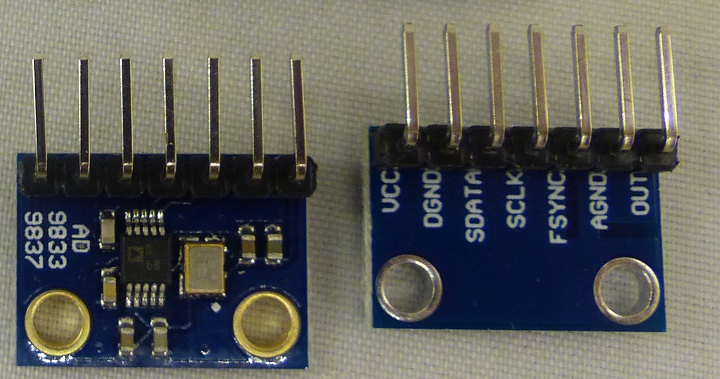 AD
9833
9837
VCC
DGND
SDATA
SCLK
FSYNC
AGND
OUT